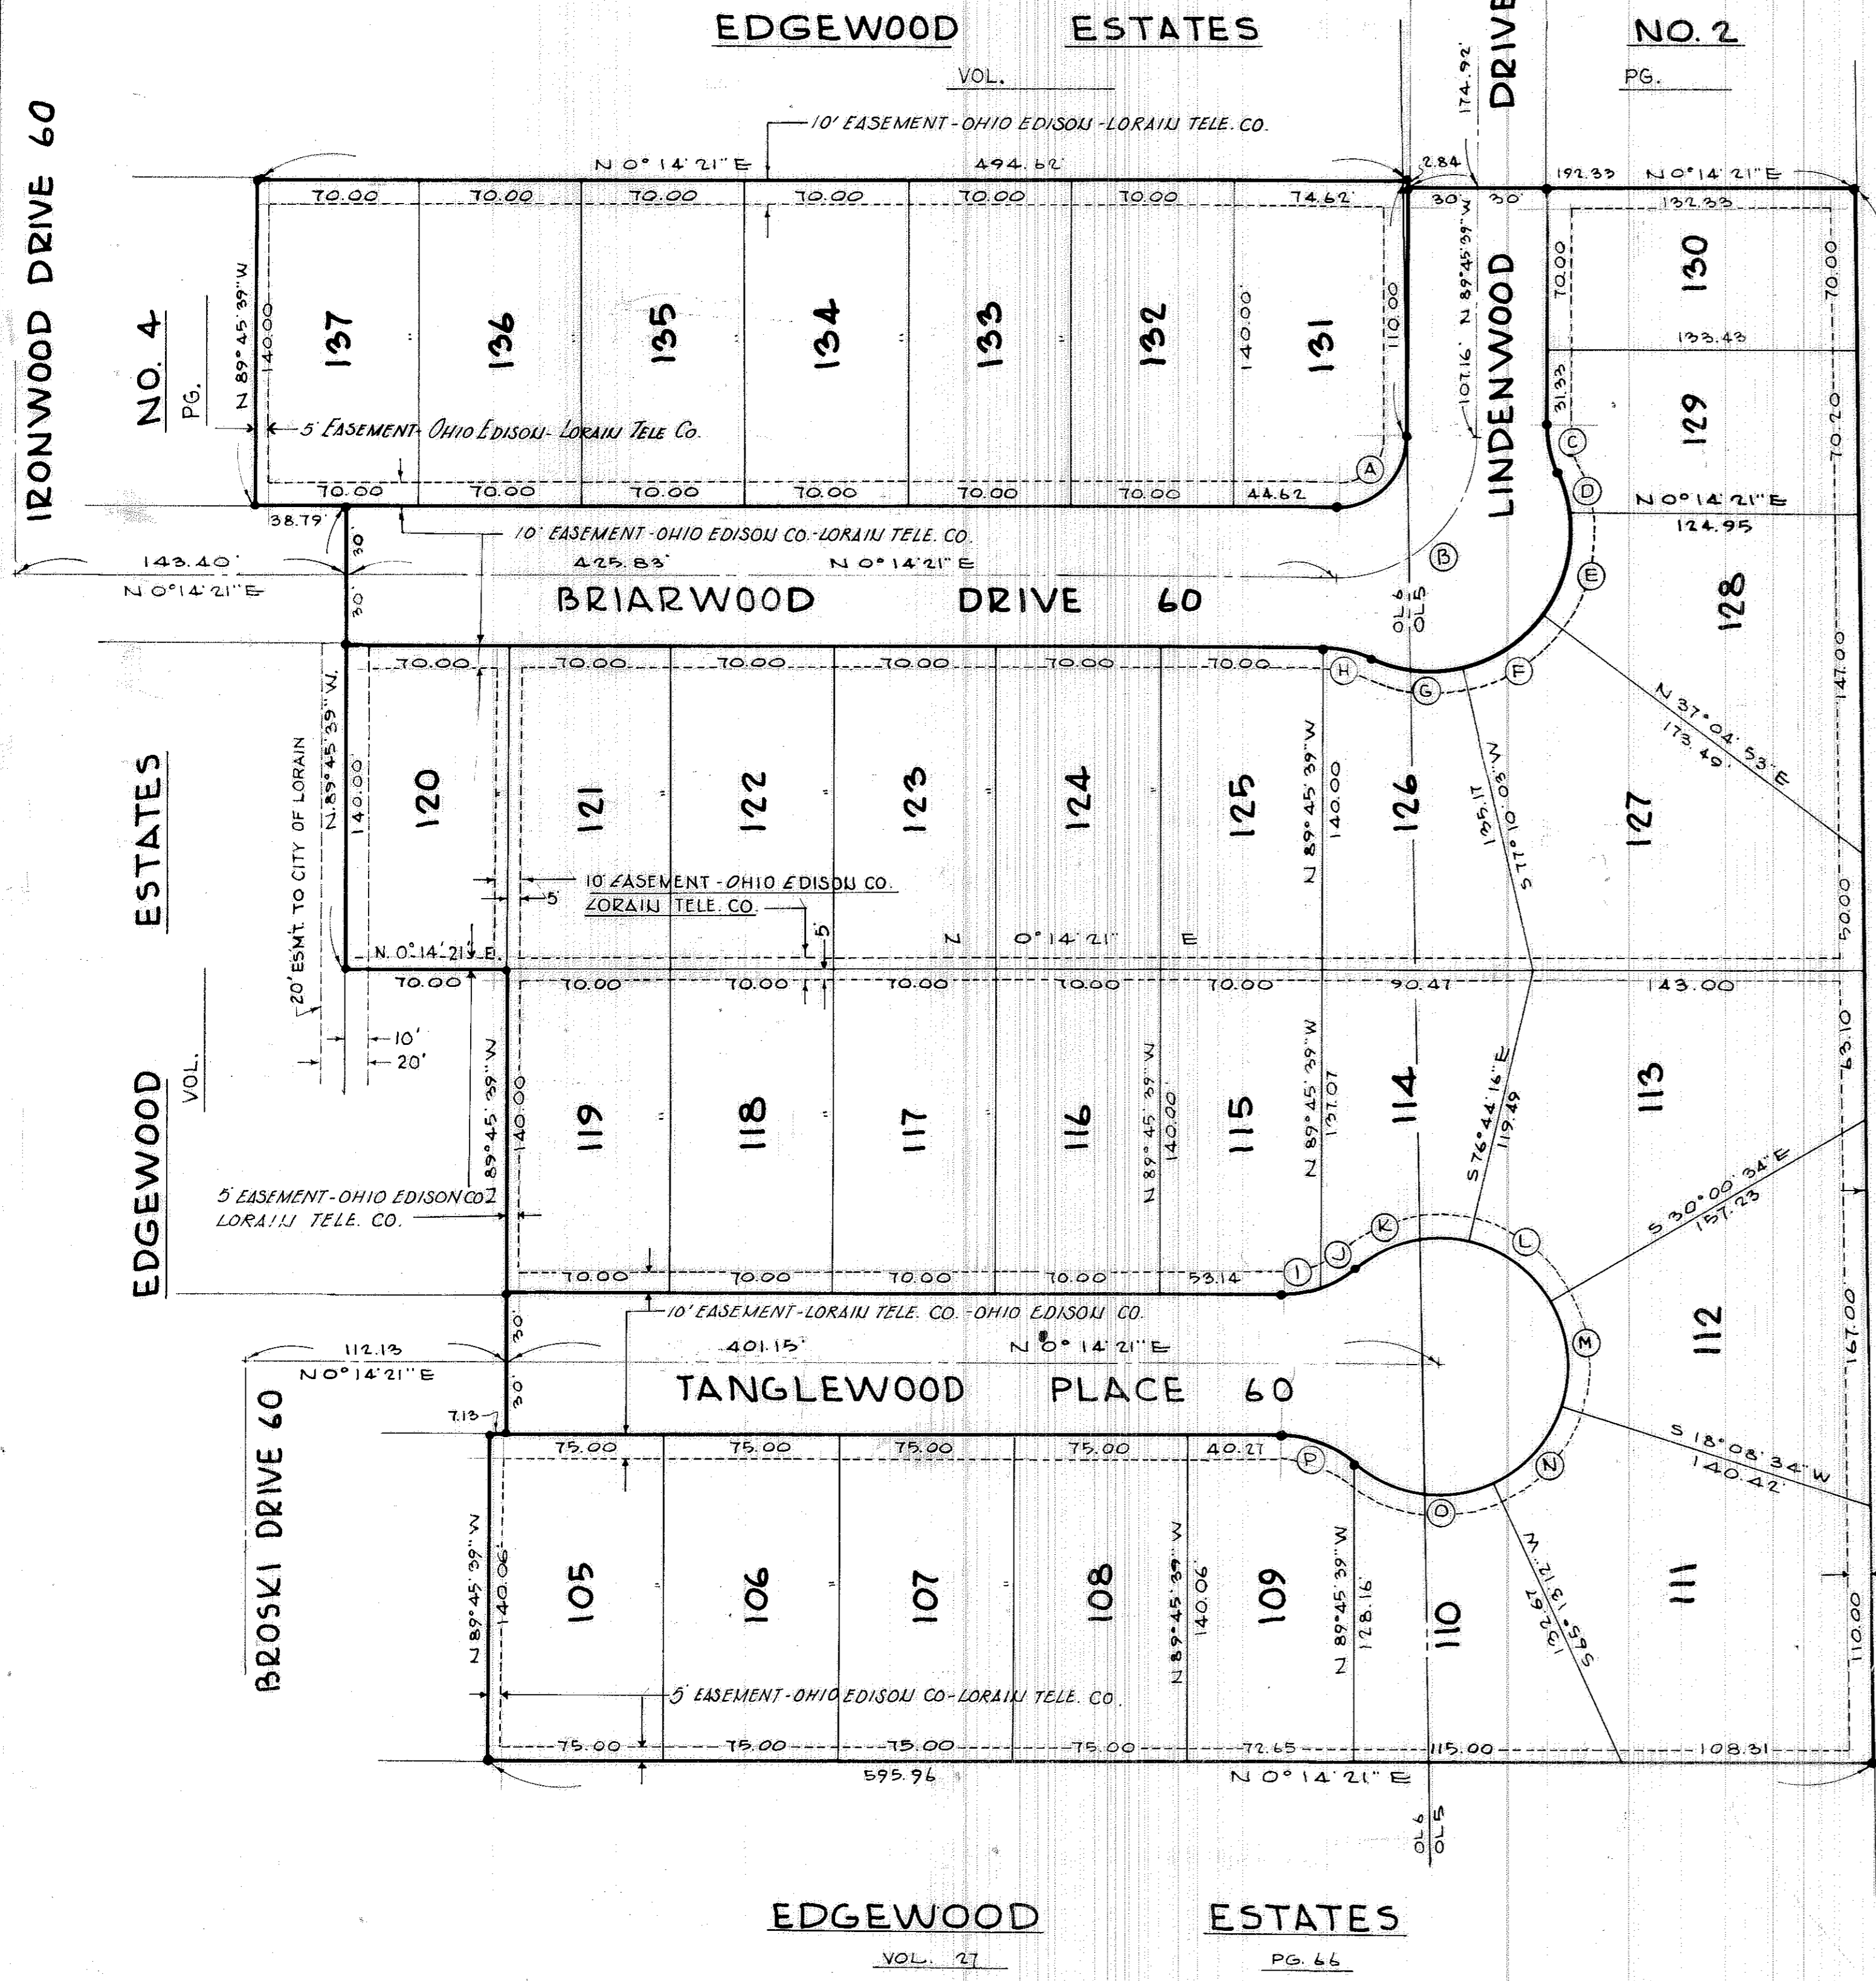 EDGEWOOD ESTATES NO. 2
VOL. PG.
DRIVE
174.92'
10' EASEMENT-OHIO EDISON-LORAIN TELE. CO.
N 0° 14' 21" E 494.62'
2.84
192.33 N 0° 14' 21" E
70.00 70.00 70.00 70.00 70.00 70.00 74.62'
30' 30'
132.33
IRONWOOD DRIVE 60
NO. 4
PG.
N 89° 45' 39" W
140.00
137 136 135 134 133 132 131
140.00'
110.00
107.16' N 89° 45' 39" W
LINDENWOOD
70.00
130
70.00
133.43
31.33
129
70.20
5' EASEMENT-OHIO EDISON-LORAIN TELE CO.
A
C
D
70.00 70.00 70.00 70.00 70.00 70.00 44.62
N 0° 14' 21" E
124.95
38.79'
30'
10' EASEMENT-OHIO EDISON CO.-LORAIN TELE. CO.
B
143.40'
N 0° 14' 21" E
425.83' N 0° 14' 21" E
E
30'
BRIARWOOD DRIVE 60
OL 6
OL 5
128
147.00
70.00 70.00 70.00 70.00 70.00 70.00
H G F
N 37° 04' 53" E
173.49'
ESTATES
20' ESMT. TO CITY OF LORAIN
N 89° 45' 39" W.
140.00
120 121 122 123 124 125 126 127
N 89° 45' 39" W
140.00
135.17
S 77° 10' 03" W
50.00
10' EASEMENT-OHIO EDISON CO.
LORAIN TELE. CO.
5'
5'
N. 0° 14' 21" E.
N 0° 14' 21" E
70.00 70.00 70.00 70.00 70.00 70.00 90.47 143.00
10'
20'
EDGEWOOD
VOL.
N 89° 45' 39" W
140.00
119 118 117 116 115 114 113
N 89° 45' 39" W
140.00'
N 89° 45' 39" W
137.07
S 76° 44' 16" E
119.49
63.10
5' EASEMENT-OHIO EDISON CO.
LORAIN TELE. CO.
S 30° 00' 34" E
157.23
I J K L
70.00 70.00 70.00 70.00 53.14
10' EASEMENT-LORAIN TELE. CO.-OHIO EDISON CO.
30'
112.13
N 0° 14' 21" E
401.15' N 0° 14' 21" E
M
112
167.00
30'
TANGLEWOOD PLACE 60
7.13
BROSKI DRIVE 60
75.00 75.00 75.00 75.00 40.27
P O N
S 18° 08' 34" W
140.42'
N 89° 45' 39" W
140.06'
105 106 107 108 109 110 111
N 89° 45' 39" W
140.06
N 89° 45' 39" W
128.16'
132.67
S 65° 13' 12" W
110.00
5' EASEMENT-OHIO EDISON CO-LORAIN TELE. CO.
75.00 75.00 75.00 75.00 72.65 115.00 108.31
595.96 N 0° 14' 21" E
OL 6
OL 5
EDGEWOOD ESTATES
VOL. 27 PG. 66